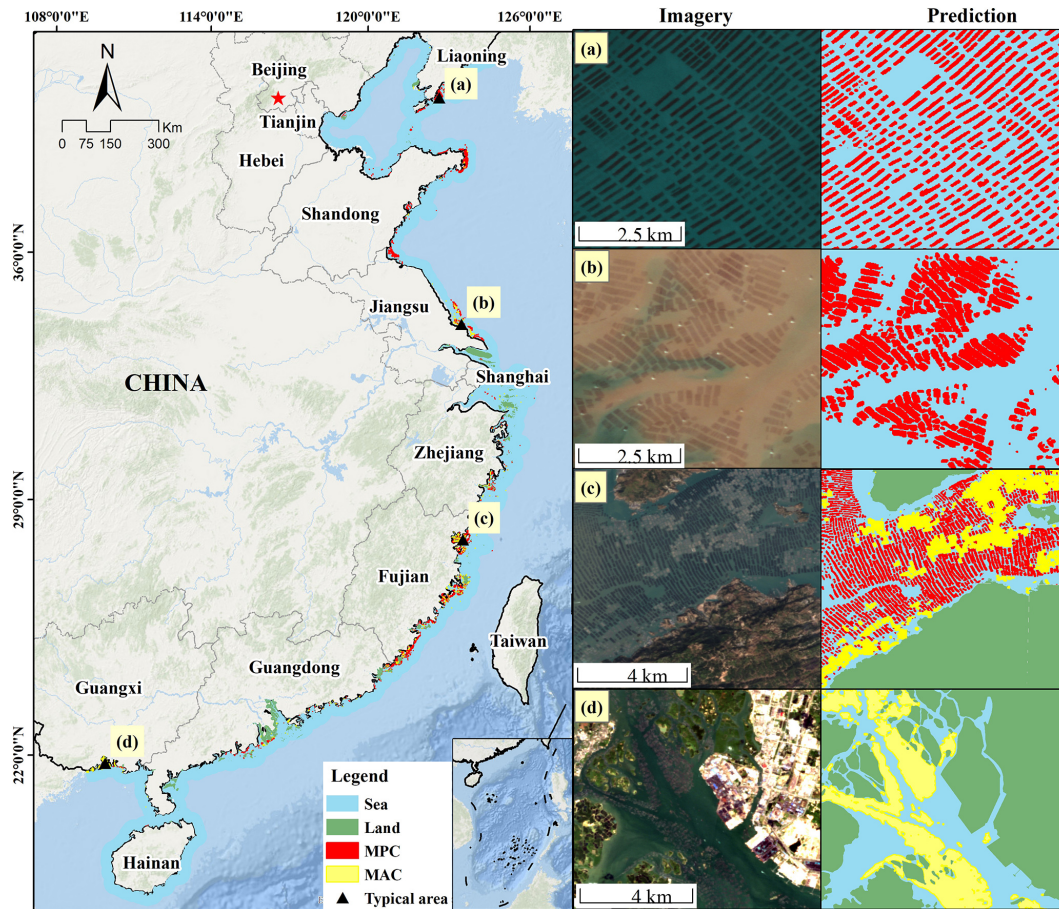 108°0'0"E
114°0'0"E
120°0'0"E
126°0'0"E
Imagery
Prediction
N
0 75 150 300
Km
36°0'0"N
29°0'0"N
22°0'0"N
Beijing
Tianjin
Hebei
Liaoning
(a)
Shandong
Jiangsu
(b)
CHINA
Shanghai
Zhejiang
(c)
Fujian
Taiwan
Guangdong
Guangxi
(d)
Hainan
Legend
Sea
Land
MPC
MAC
Typical area
(a)
2.5 km
(b)
2.5 km
(c)
4 km
(d)
4 km